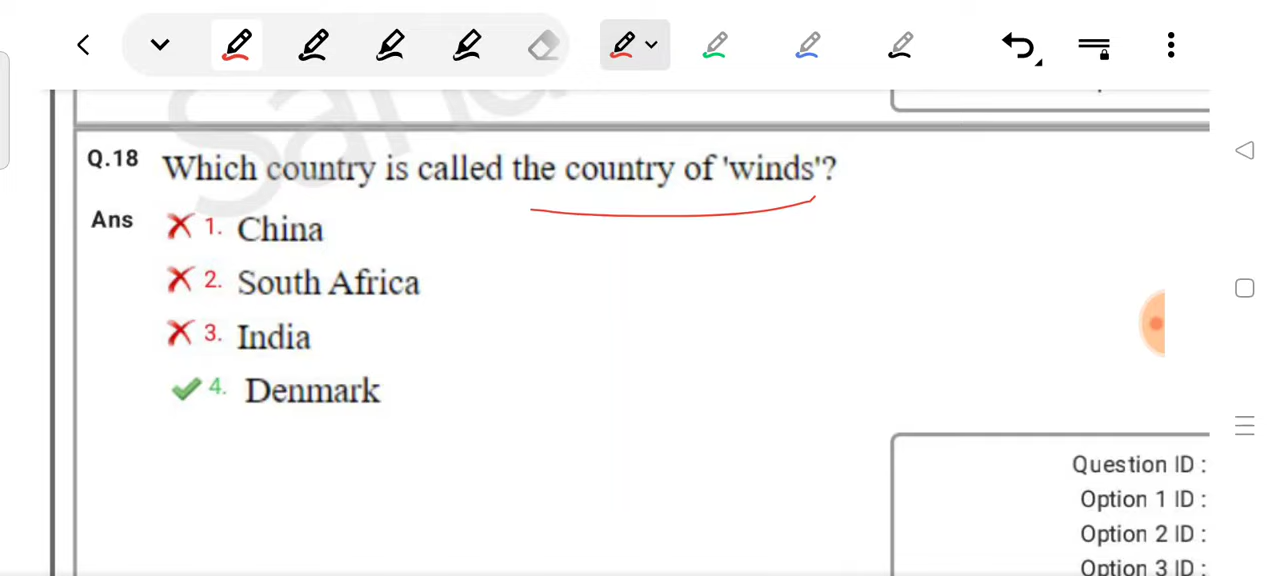 Q.18 Which country is called the country of 'winds'?
Ans 1. China
2. South Africa
3. India
4. Denmark
Question ID :
Option 1 ID :
Option 2 ID :
Option 3 ID :